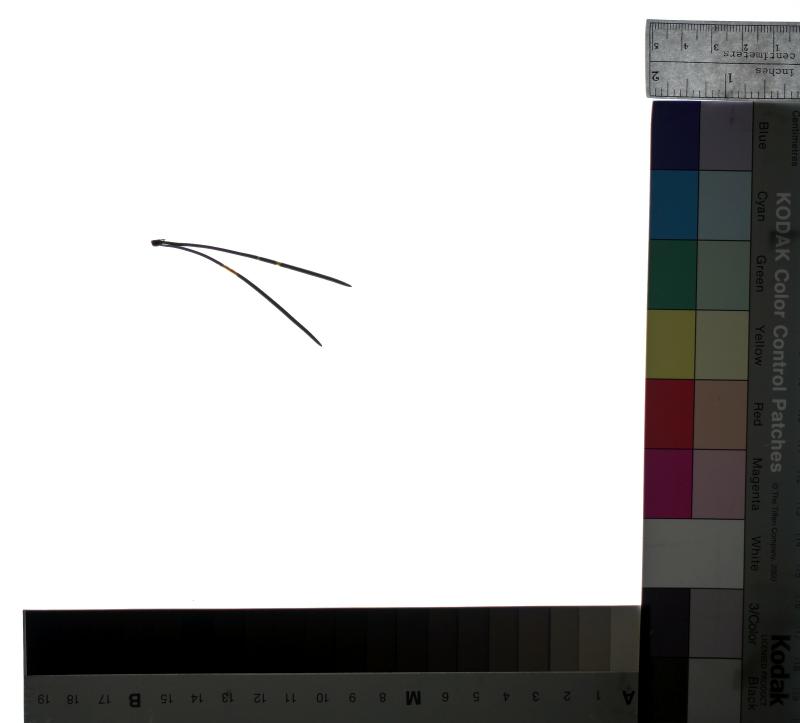 5 4 3 2 1
centimeters
2 1
inches
Centimetres
Blue
Cyan
Green
Yellow
Red
Magenta
White
3/Color
Black
KODAK Color Control Patches
© The Tiffen Company, 2000
Kodak
LICENSED PRODUCT
A 1 2 3 4 5 6 M 8 9 10 11 12 13 14 15 B 17 18 19